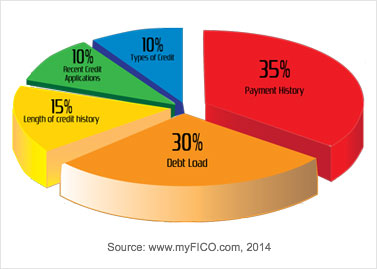 10%
Types of Credit
10%
Recent Credit
Applications
35%
Payment History
15%
Length of credit history
30%
Debt Load
Source: www.myFICO.com, 2014